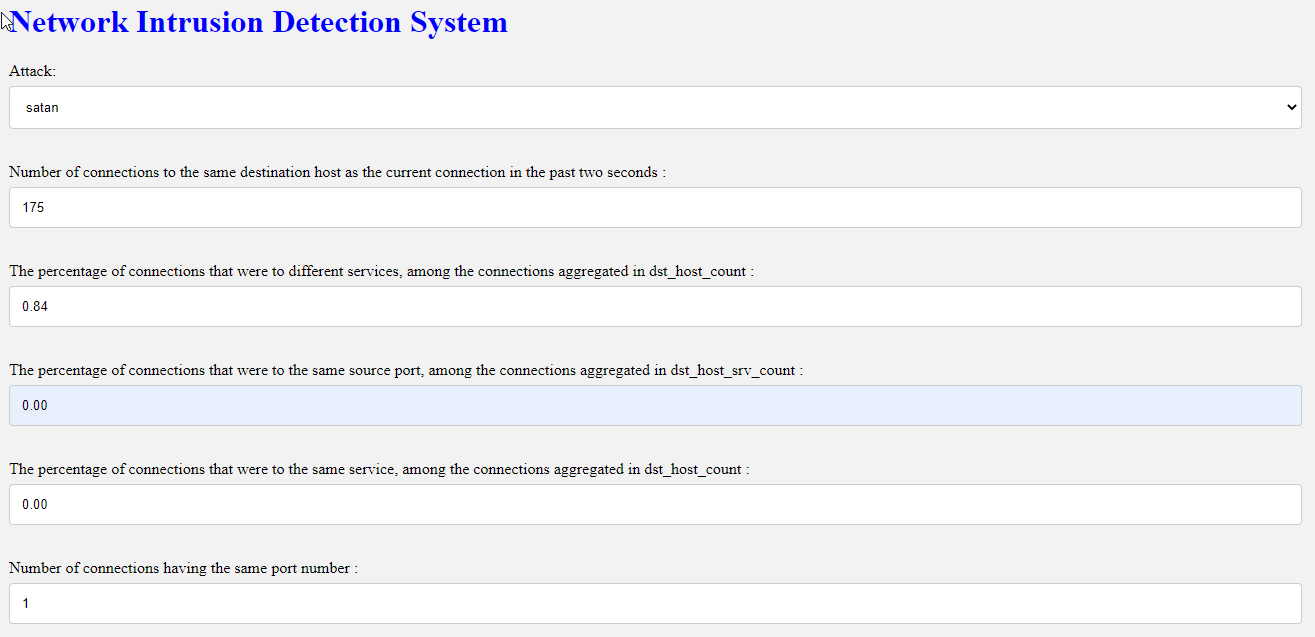 Network Intrusion Detection System
Attack:
satan
Number of connections to the same destination host as the current connection in the past two seconds :
175
The percentage of connections that were to different services, among the connections aggregated in dst_host_count :
0.84
The percentage of connections that were to the same source port, among the connections aggregated in dst_host_srv_count :
0.00
The percentage of connections that were to the same service, among the connections aggregated in dst_host_count :
0.00
Number of connections having the same port number :
1